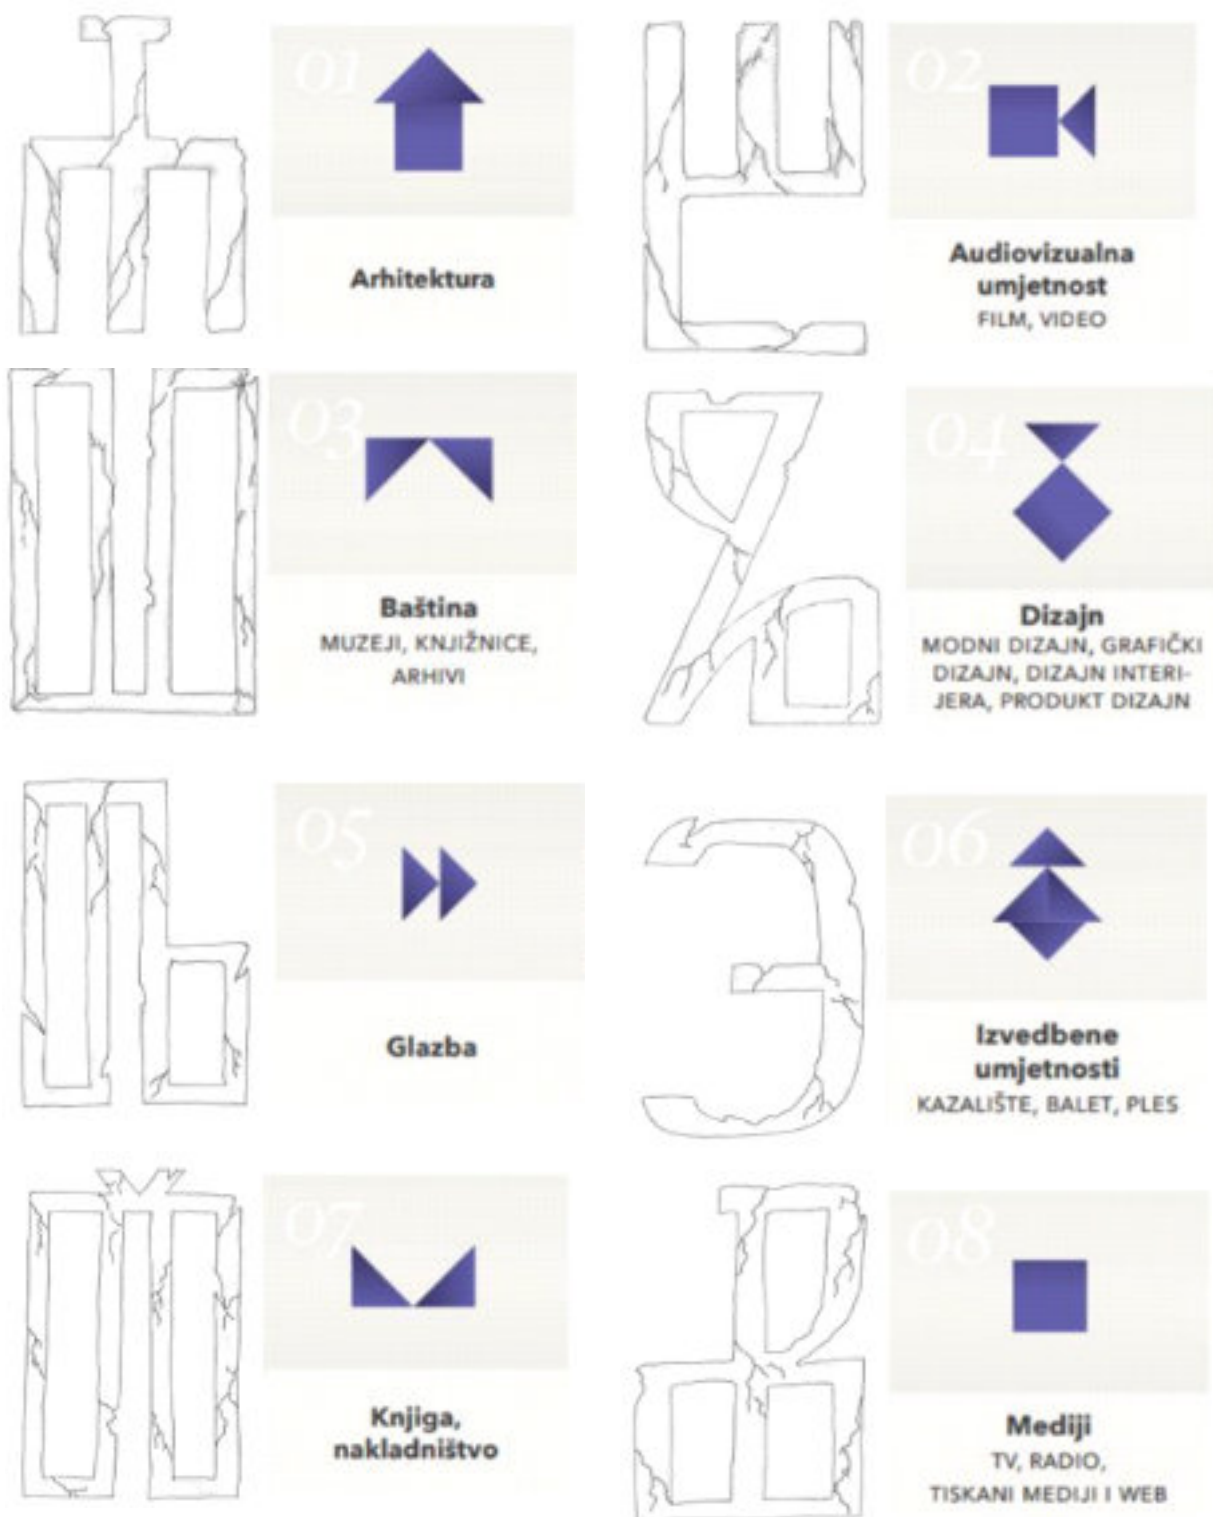 01
Arhitektura
02
Audiovizualna
umjetnost
FILM, VIDEO
03
Baština
MUZEJI, KNJIŽNICE,
ARHIVI
04
Dizajn
MODNI DIZAJN, GRAFIČKI
DIZAJN, DIZAJN INTERI-
JERA, PRODUKT DIZAJN
05
Glazba
06
Izvedbene
umjetnosti
KAZALIŠTE, BALET, PLES
07
Knjiga,
nakladništvo
08
Mediji
TV, RADIO,
TISKANI MEDIJI I WEB